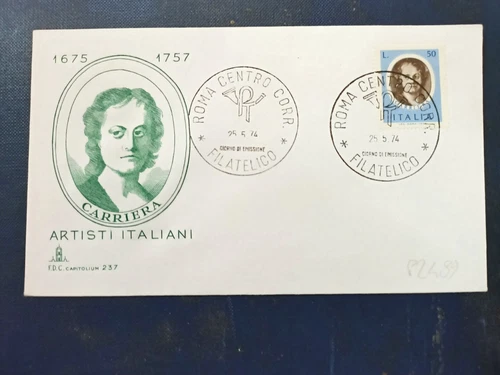 1675 1757
CARRIERA
ARTISTI ITALIANI
F.D.C. CAPITOLIUM 237
ROMA CENTRO CORR.
25.5.74
GIORNO DI EMISSIONE
* FILATELICO *
L. 50
ITALIA
ROMA CENTRO CORR.
25.5.74
GIORNO DI EMISSIONE
* FILATELICO *